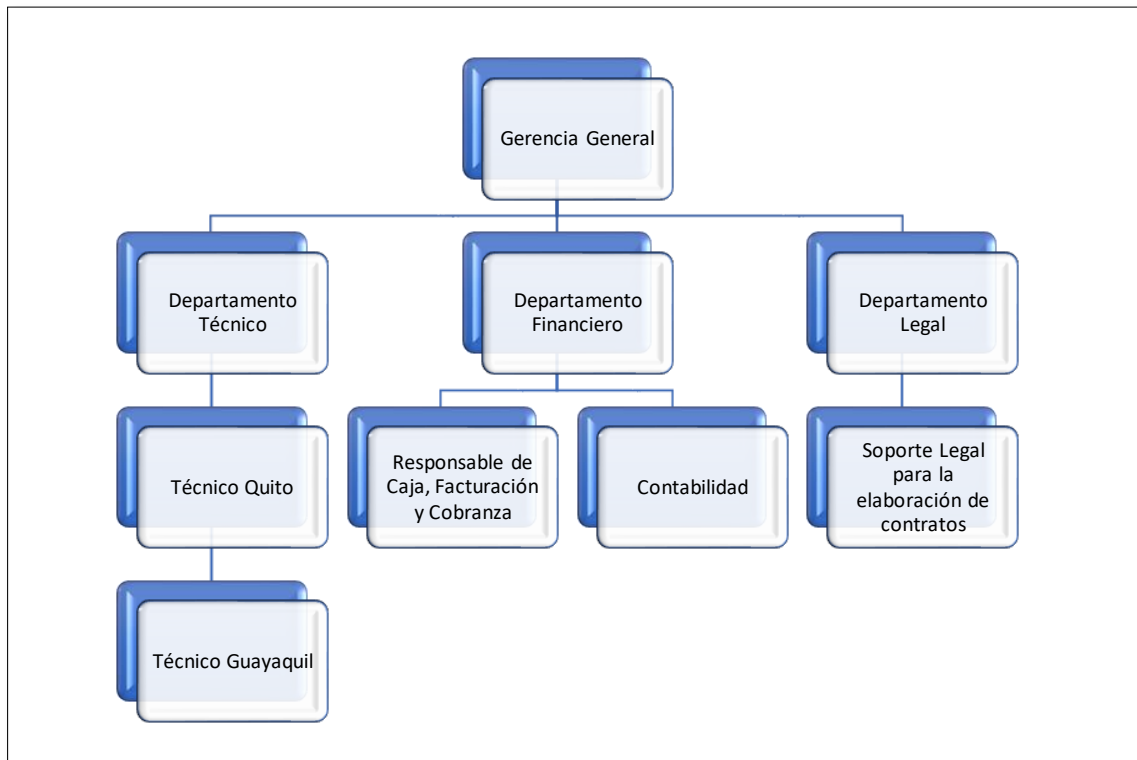 Gerencia General
Departamento
Técnico
Departamento
Financiero
Departamento
Legal
Técnico Quito
Responsable de
Caja, Facturación
y Cobranza
Contabilidad
Soporte Legal
para la
elaboración de
contratos
Técnico Guayaquil